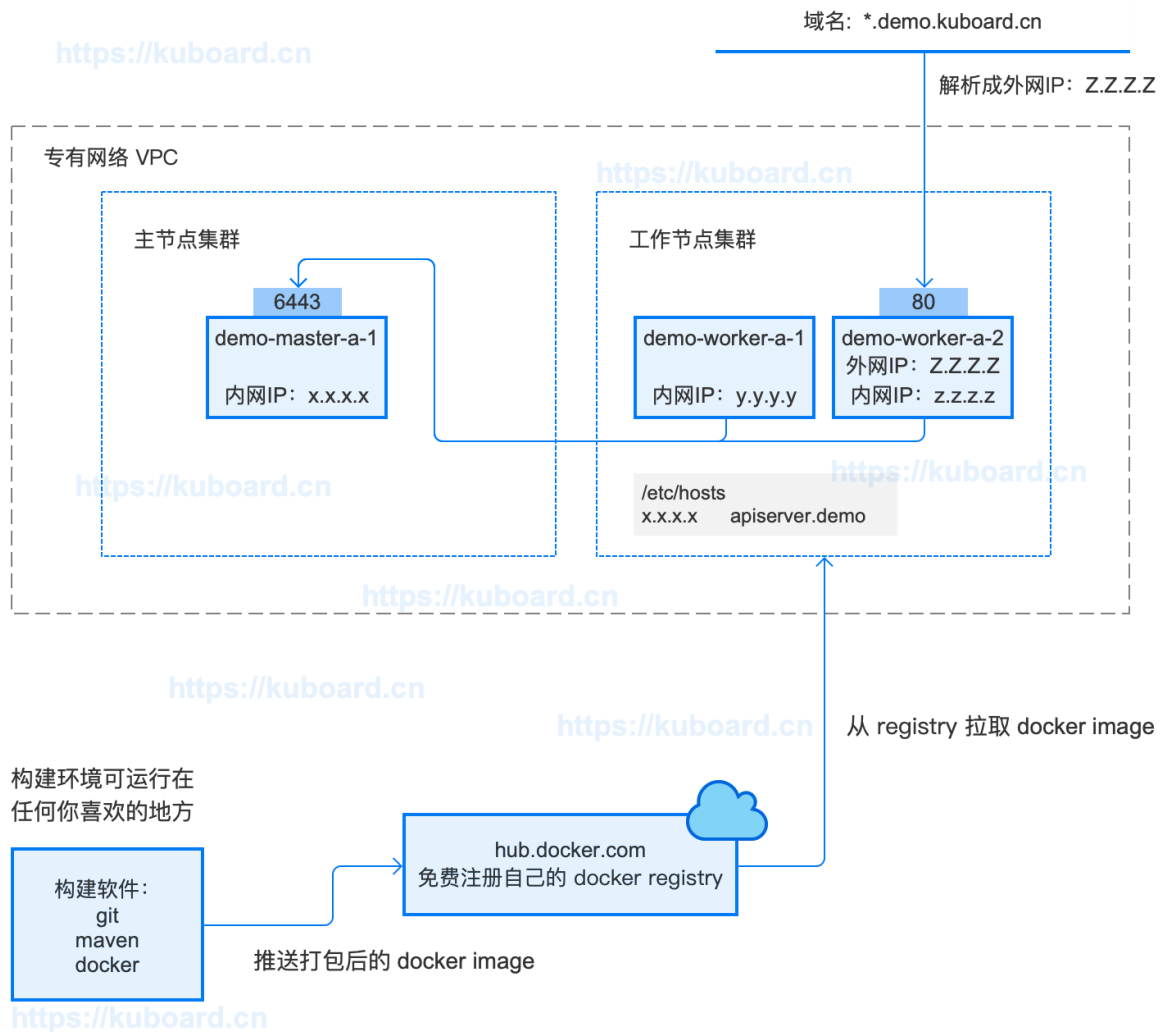 域名: *.demo.kuboard.cn
https://kuboard.cn
解析成外网IP：Z.Z.Z.Z
专有网络 VPC
https://kuboard.cn
主节点集群
工作节点集群
6443
80
demo-master-a-1
内网IP：x.x.x.x
demo-worker-a-1
内网IP：y.y.y.y
demo-worker-a-2
外网IP：Z.Z.Z.Z
内网IP：z.z.z.z
https://kuboard.cn
https://kuboard.cn
/etc/hosts
x.x.x.x apiserver.demo
https://kuboard.cn
https://kuboard.cn
https://kuboard.cn
从 registry 拉取 docker image
构建环境可运行在
任何你喜欢的地方
hub.docker.com
免费注册自己的 docker registry
构建软件：
git
maven
docker
推送打包后的 docker image
https://kuboard.cn